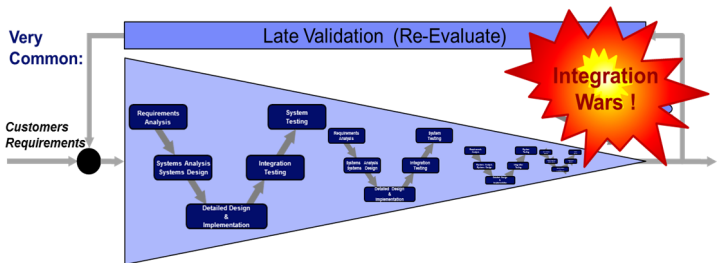 Very
Common:
Late Validation (Re-Evaluate)
Integration
Wars !
Customers
Requirements
Requirements
Analysis
System
Testing
Systems Analysis
Systems Design
Integration
Testing
Detailed Design
&
Implementation
Requirements
Analysis
System
Testing
Systems Analysis
Systems Design
Integration
Testing
Detailed Design
&
Implementation